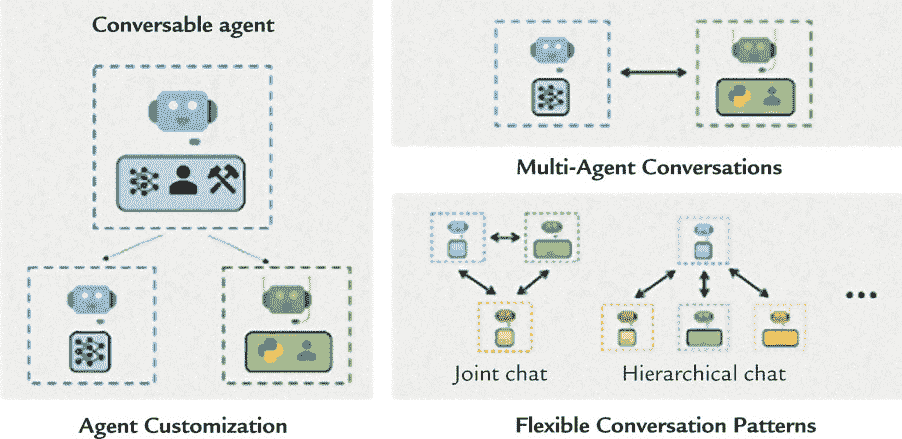 Conversable agent
Agent Customization
Multi-Agent Conversations
Joint chat
Hierarchical chat
...
Flexible Conversation Patterns